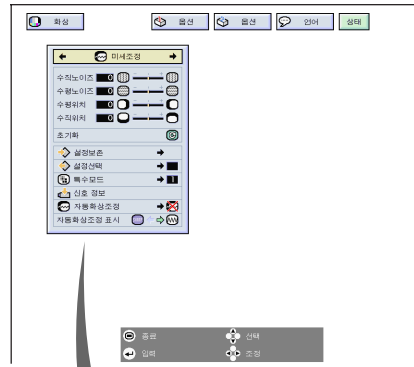 화상 옵션 옵션 언어 상태
미세조정
수직노이즈 0
수평노이즈 0
수평위치 0
수직위치 0
초기화
설정보존
설정선택
특수모드 1
신호 정보
자동화상조정
자동화상조정 표시
종료 선택
입력 조정